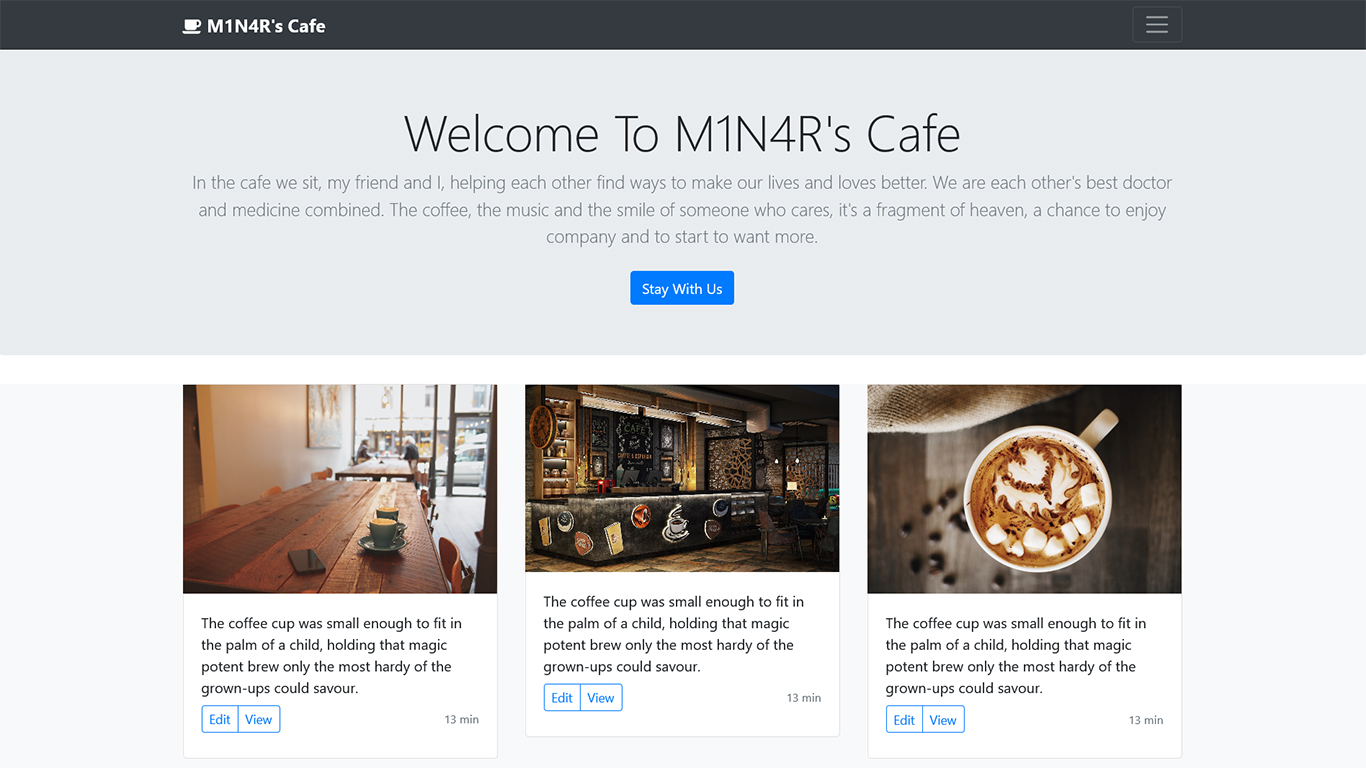 M1N4R's Cafe
Welcome To M1N4R's Cafe
In the cafe we sit, my friend and I, helping each other find ways to make our lives and loves better. We are each other's best doctor
and medicine combined. The coffee, the music and the smile of someone who cares, it's a fragment of heaven, a chance to enjoy
company and to start to want more.
Stay With Us
CAFE
The coffee cup was small enough to fit in
the palm of a child, holding that magic
potent brew only the most hardy of the
grown-ups could savour.
Edit View 13 min
The coffee cup was small enough to fit in
the palm of a child, holding that magic
potent brew only the most hardy of the
grown-ups could savour.
Edit View 13 min
The coffee cup was small enough to fit in
the palm of a child, holding that magic
potent brew only the most hardy of the
grown-ups could savour.
Edit View 13 min